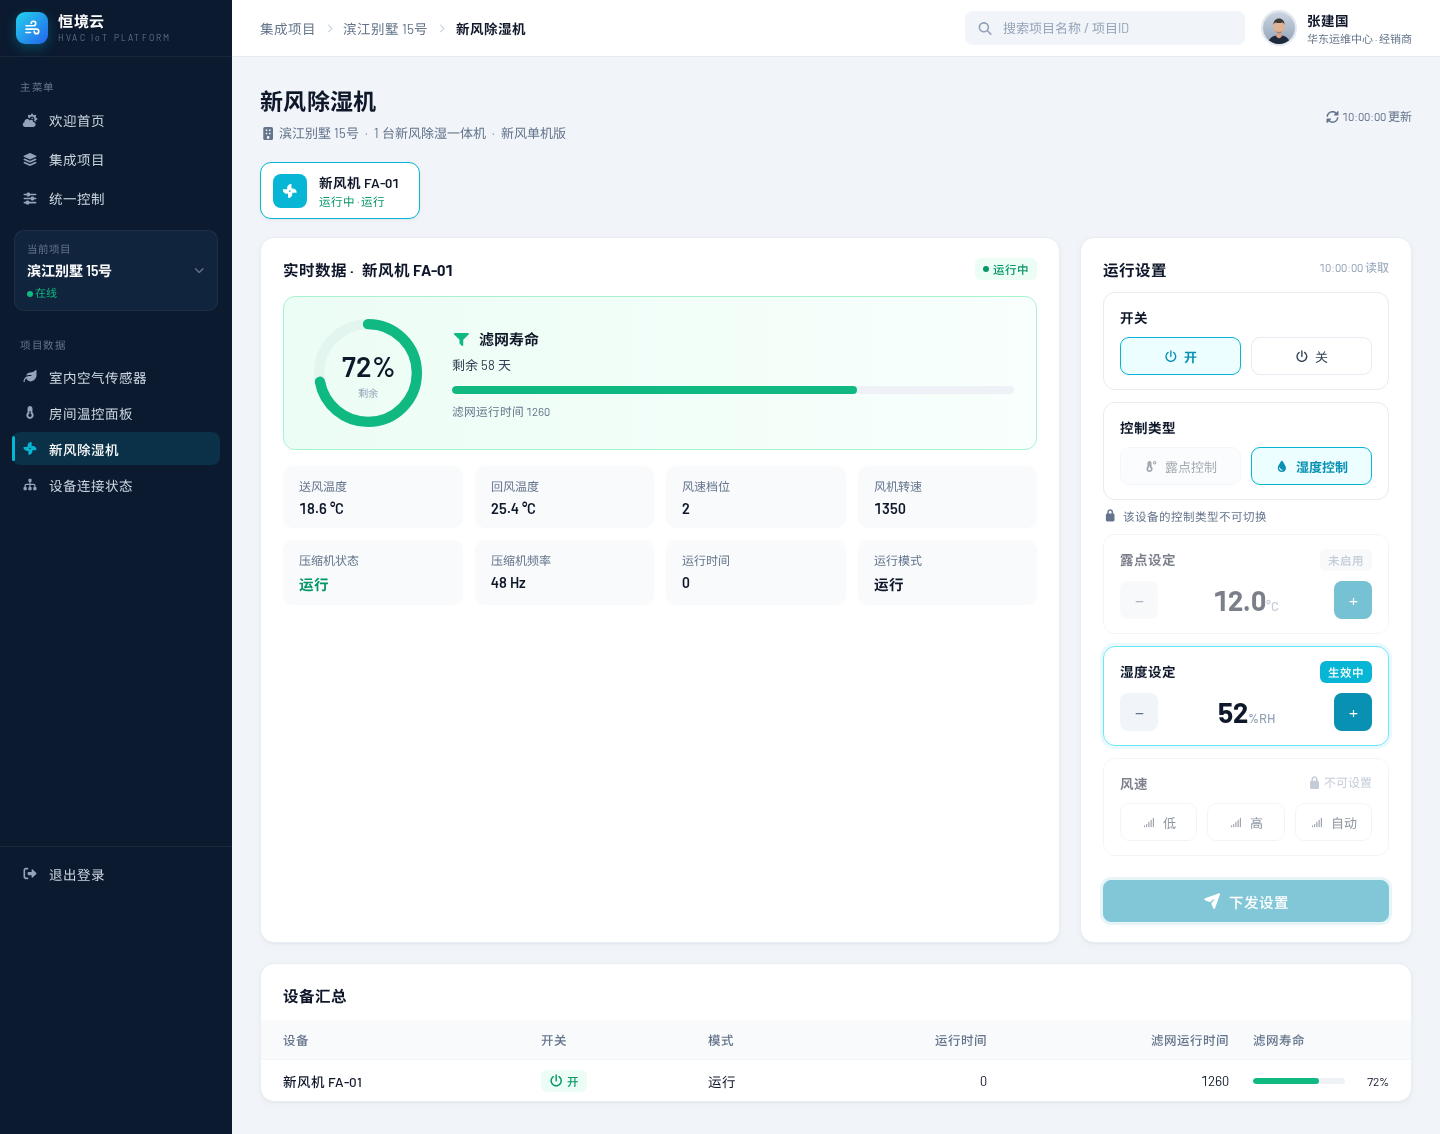 恒境云
HVAC IoT PLATFORM
主菜单
欢迎首页
集成项目
统一控制
当前项目
滨江别墅 15号
在线
项目数据
室内空气传感器
房间温控面板
新风除湿机
设备连接状态
退出登录
集成项目
滨江别墅 15号
新风除湿机
搜索项目名称 / 项目ID
张建国
华东运维中心 · 经销商
新风除湿机
滨江别墅 15号 · 1 台新风除湿一体机 · 新风单机版
10:00:00 更新
新风机 FA-01
运行中 · 运行
实时数据 · 新风机 FA-01
运行中
72%
剩余
滤网寿命
剩余 58 天
滤网运行时间 1260
送风温度
18.6 °C
回风温度
25.4 °C
风速档位
2
风机转速
1350
压缩机状态
运行
压缩机频率
48 Hz
运行时间
0
运行模式
运行
运行设置
10:00:00 读取
开关
开
关
控制类型
露点控制
湿度控制
该设备的控制类型不可切换
露点设定
未启用
−
12.0°C
+
湿度设定
生效中
−
52%RH
+
风速
不可设置
低
高
自动
下发设置
设备汇总
设备 开关 模式 运行时间 滤网运行时间 滤网寿命
新风机 FA-01 开 运行 0 1260 72%